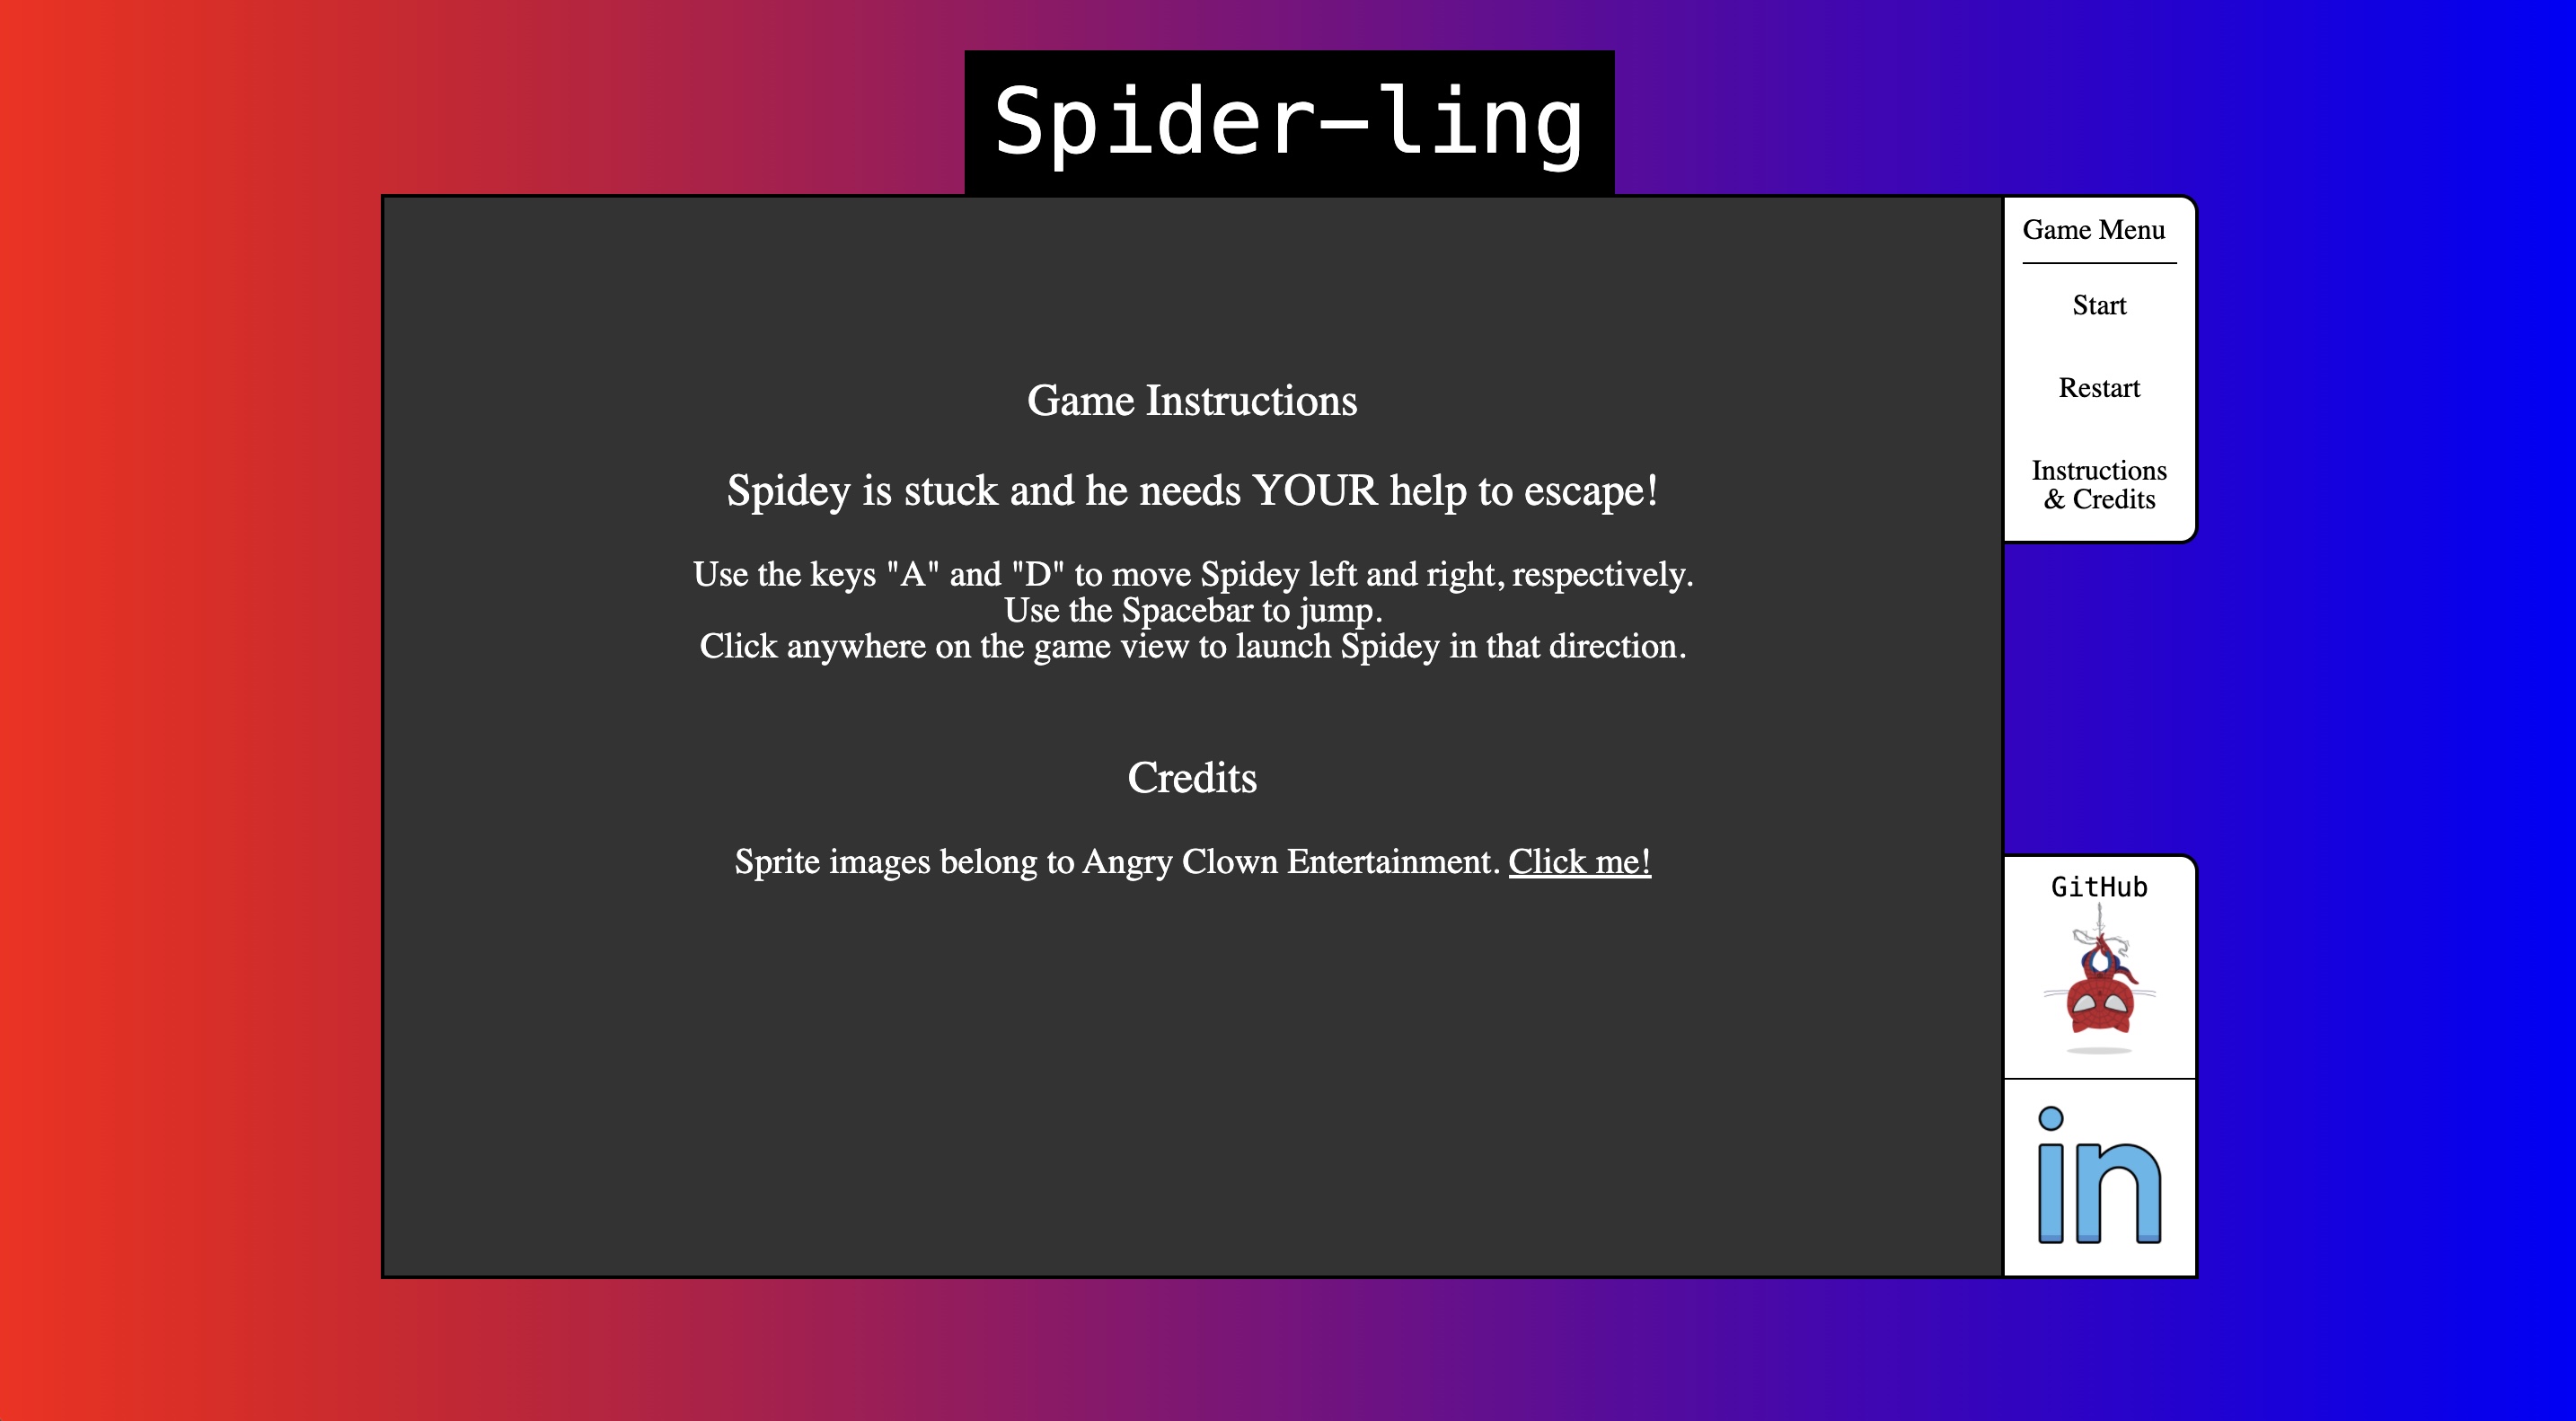 Spider-ling
Game Menu
Start
Restart
Instructions
& Credits
Game Instructions
Spidey is stuck and he needs YOUR help to escape!
Use the keys "A" and "D" to move Spidey left and right, respectively.
Use the Spacebar to jump.
Click anywhere on the game view to launch Spidey in that direction.
Credits
Sprite images belong to Angry Clown Entertainment. Click me!
GitHub
in